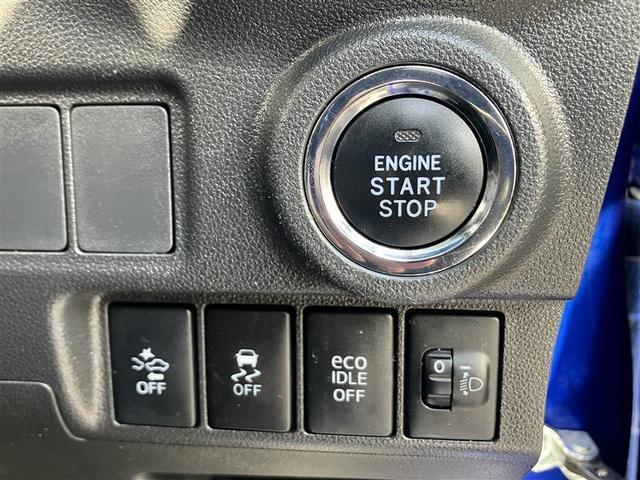 ENGINE
START
STOP
OFF
OFF
eco
IDLE
OFF
0